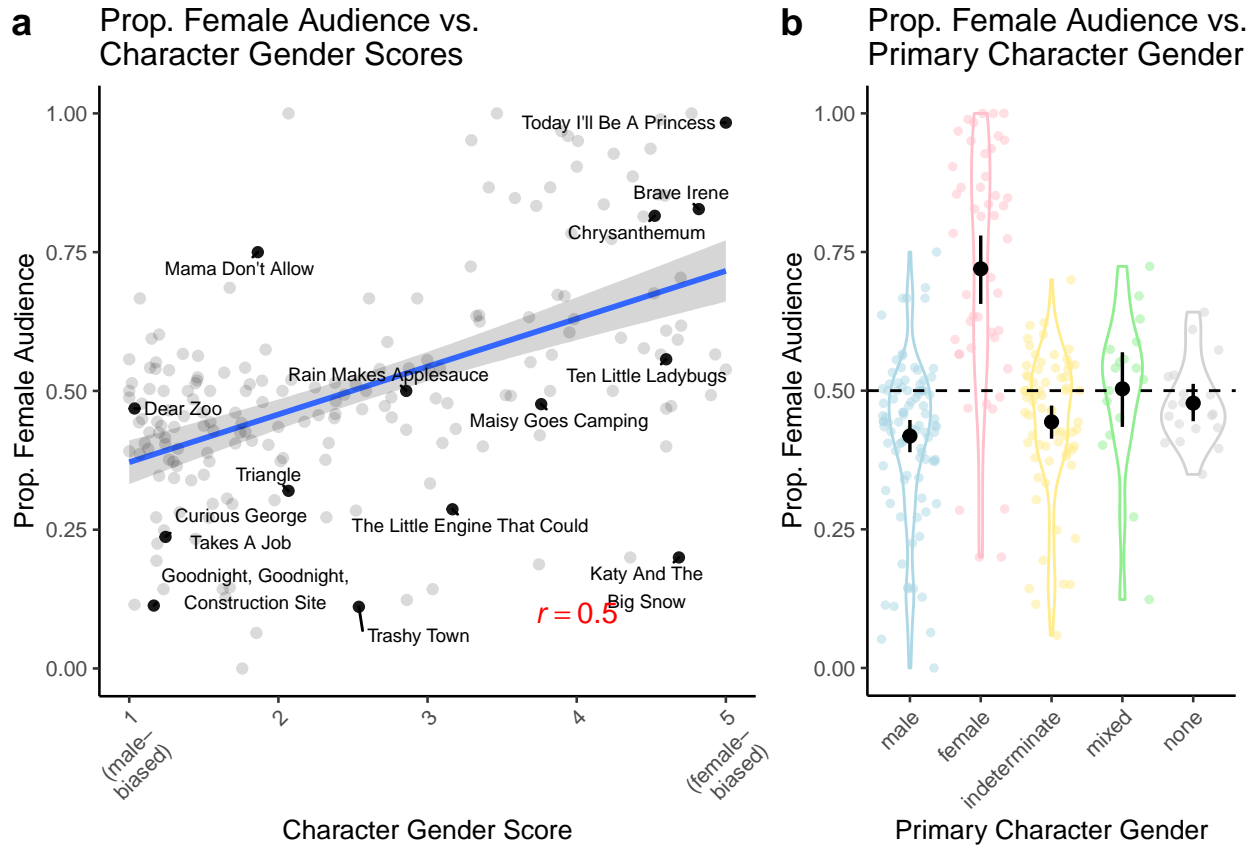 a
Prop. Female Audience vs.
Character Gender Scores
Prop. Female Audience
1.00
0.75
0.50
0.25
0.00
Today I'll Be A Princess
Brave Irene
Chrysanthemum
Mama Don't Allow
Rain Makes Applesauce
Ten Little Ladybugs
Dear Zoo
Maisy Goes Camping
Triangle
Curious George
Takes A Job
The Little Engine That Could
Goodnight, Goodnight,
Construction Site
Katy And The
Big Snow
r = 0.5
Trashy Town
1
(male–
biased)
2
3
4
5
(female–
biased)
Character Gender Score
b
Prop. Female Audience vs.
Primary Character Gender
Prop. Female Audience
1.00
0.75
0.50
0.25
0.00
male
female
indeterminate
mixed
none
Primary Character Gender